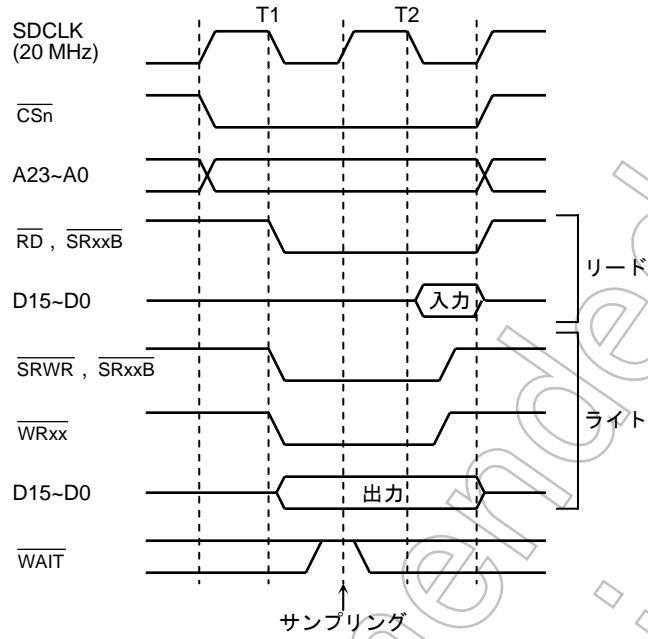 T1 T2
SDCLK
(20 MHz)
CSn
A23~A0
RD , SRxxB
リード
D15~D0 入力
SRWR , SRxxB
ライト
WRxx
D15~D0 出力
WAIT
サンプリング